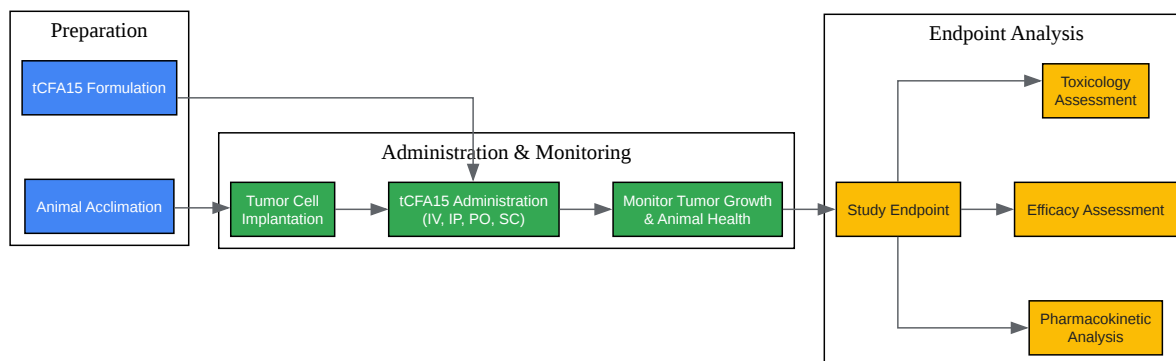 Preparation
tCFA15 Formulation
Animal Acclimation
Administration & Monitoring
Tumor Cell
Implantation
tCFA15 Administration
(IV, IP, PO, SC)
Monitor Tumor Growth
& Animal Health
Endpoint Analysis
Study Endpoint
Toxicology
Assessment
Efficacy Assessment
Pharmacokinetic
Analysis